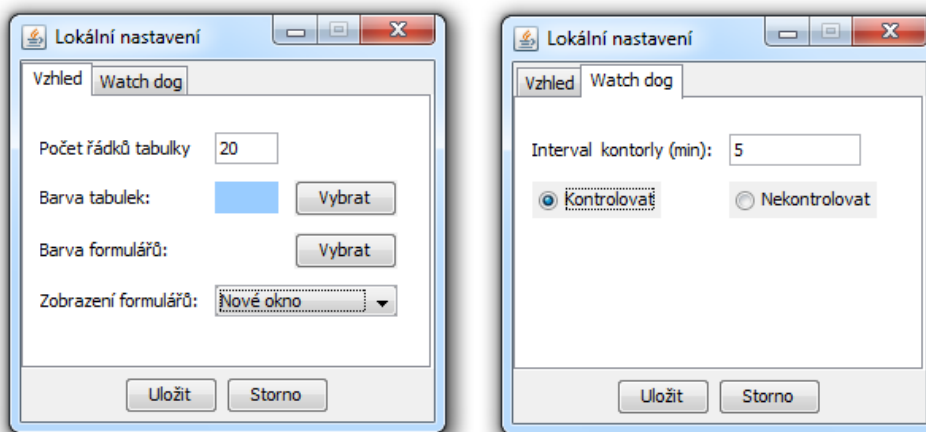 Lokální nastavení
Vzhled Watch dog
Počet řádků tabulky 20
Barva tabulek: Vybrat
Barva formulářů: Vybrat
Zobrazení formulářů: Nové okno
Uložit Storno
Lokální nastavení
Vzhled Watch dog
Interval kontorly (min): 5
Kontrolovat Nekontrolovat
Uložit Storno